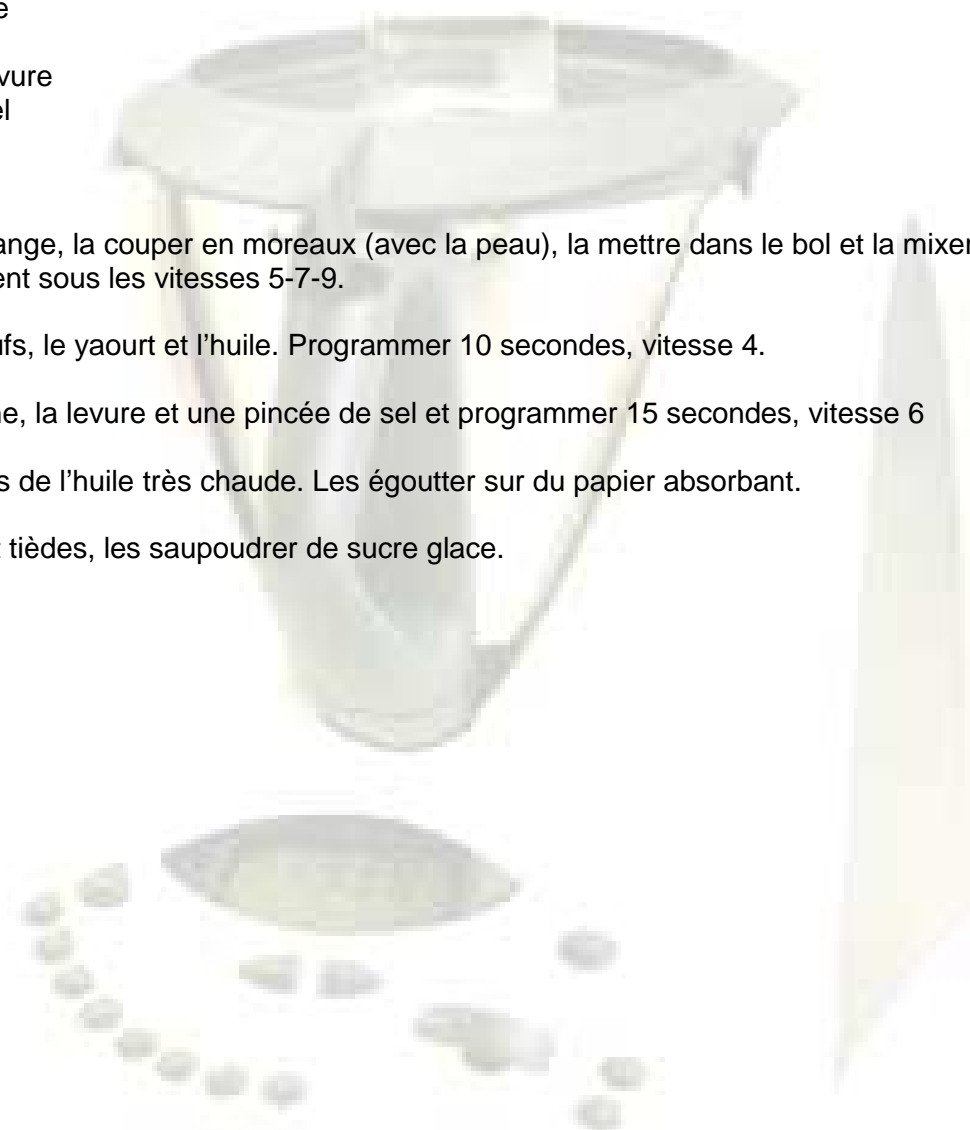 e
vure
el
ange, la couper en moreaux (avec la peau), la mettre dans le bol et la mixer
ent sous les vitesses 5-7-9.
ufs, le yaourt et l’huile. Programmer 10 secondes, vitesse 4.
ne, la levure et une pincée de sel et programmer 15 secondes, vitesse 6
s de l’huile très chaude. Les égoutter sur du papier absorbant.
t tièdes, les saupoudrer de sucre glace.